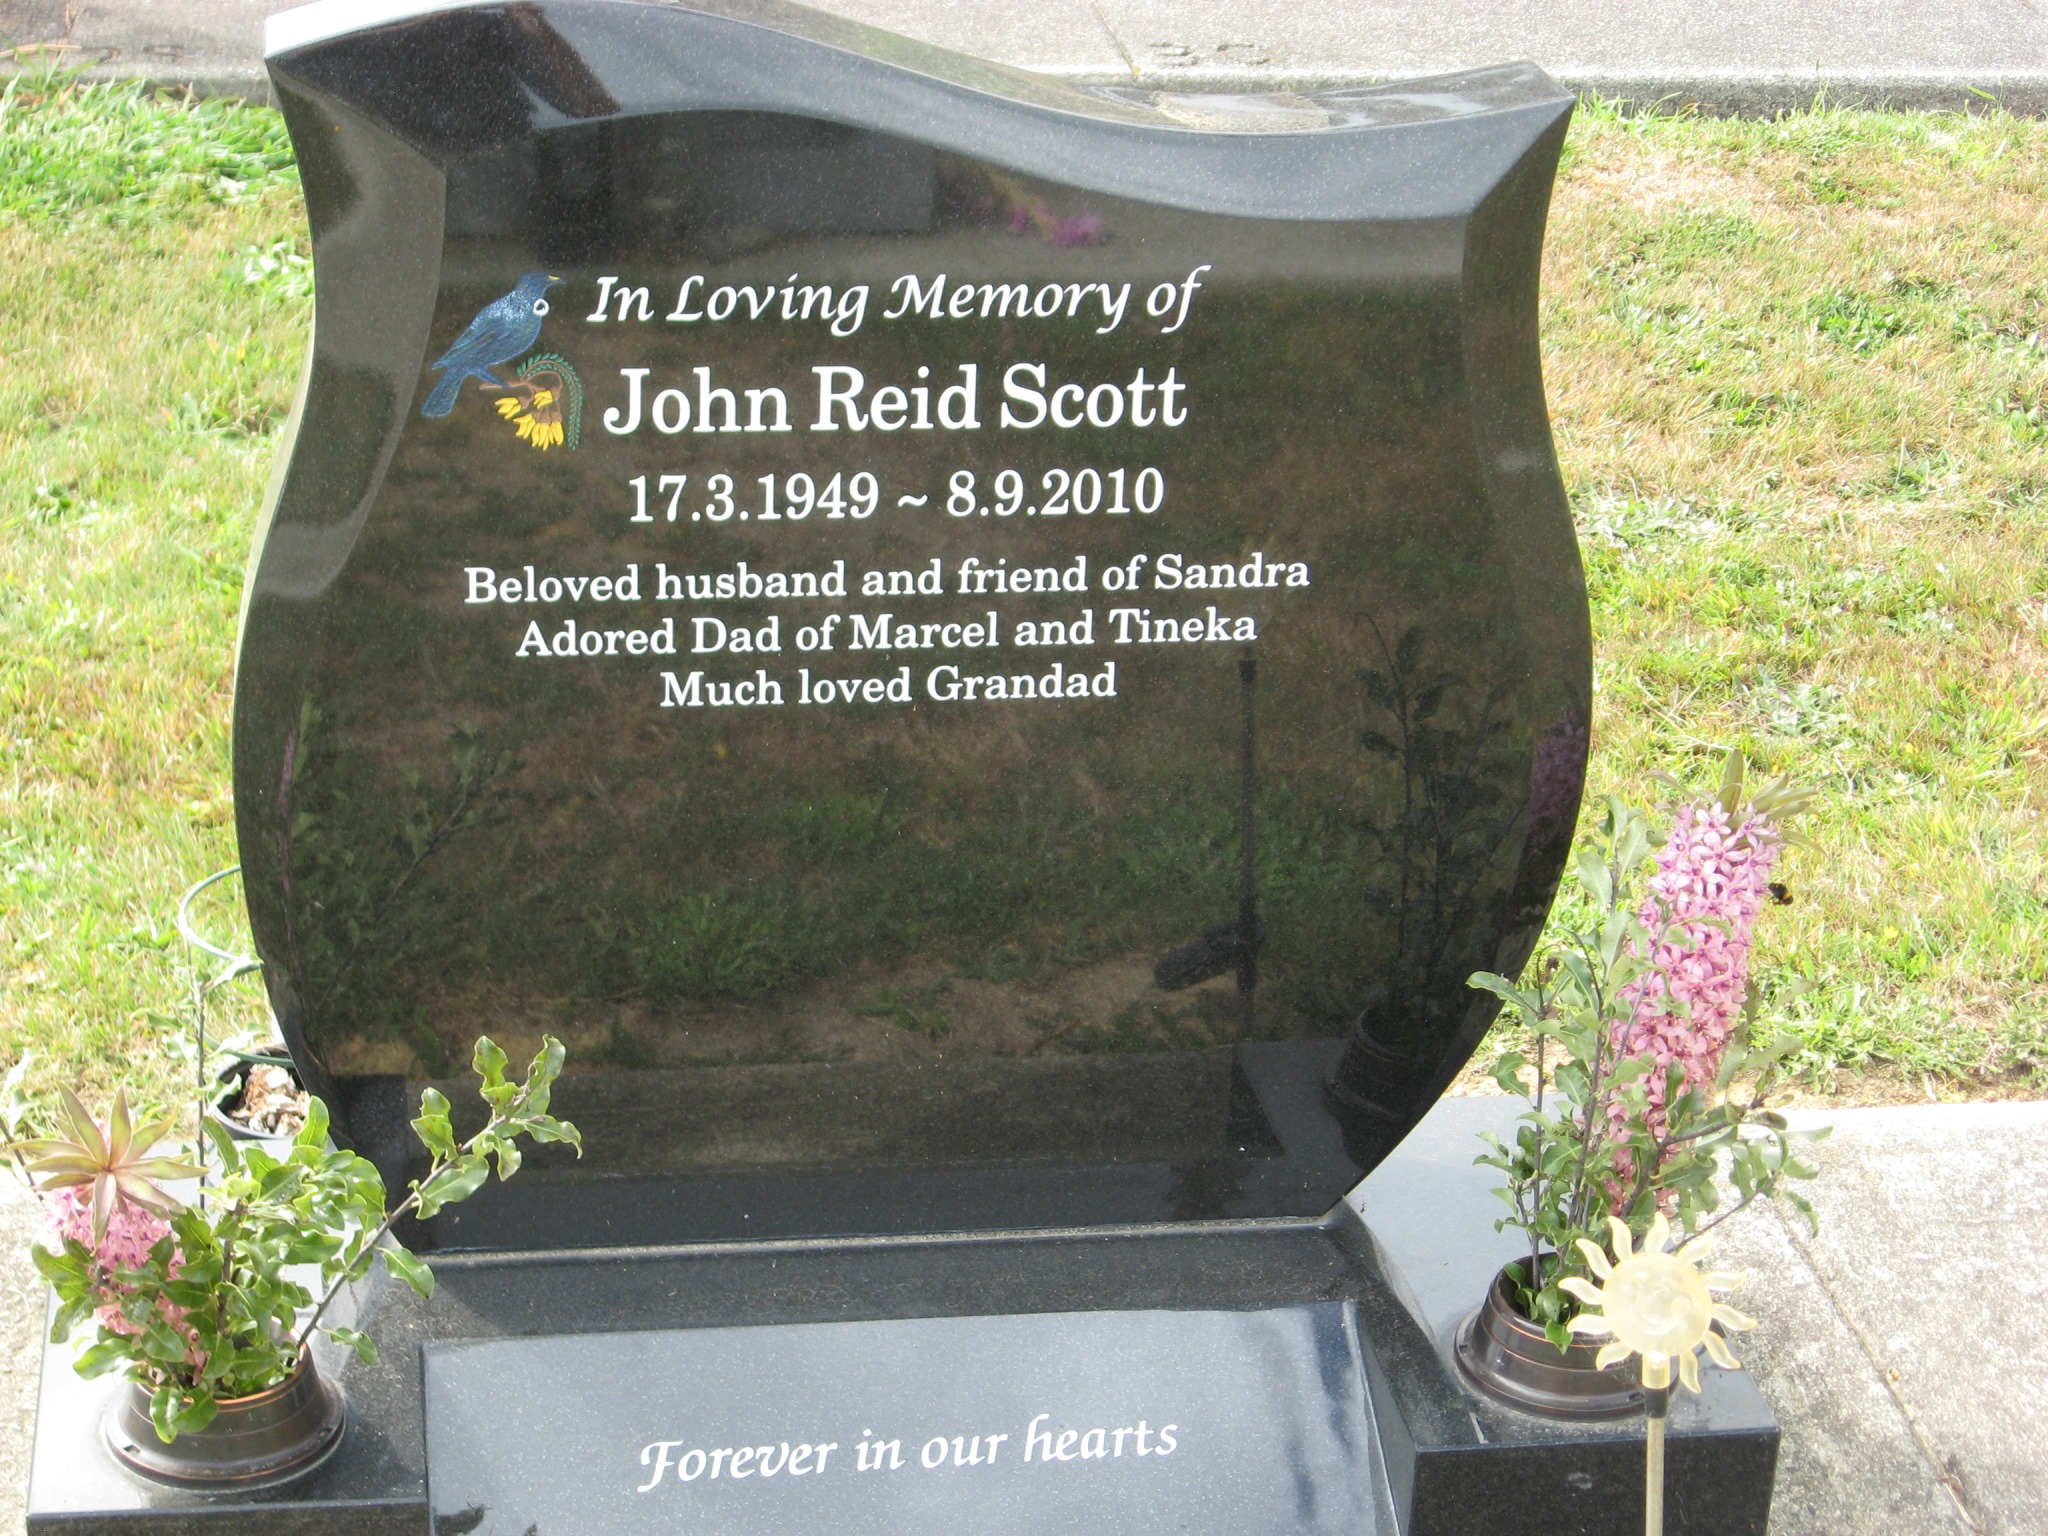 In Loving Memory of
John Reid Scott
17.3.1949 ~ 8.9.2010
Beloved husband and friend of Sandra
Adored Dad of Marcel and Tineka
Much loved Grandad
Forever in our hearts